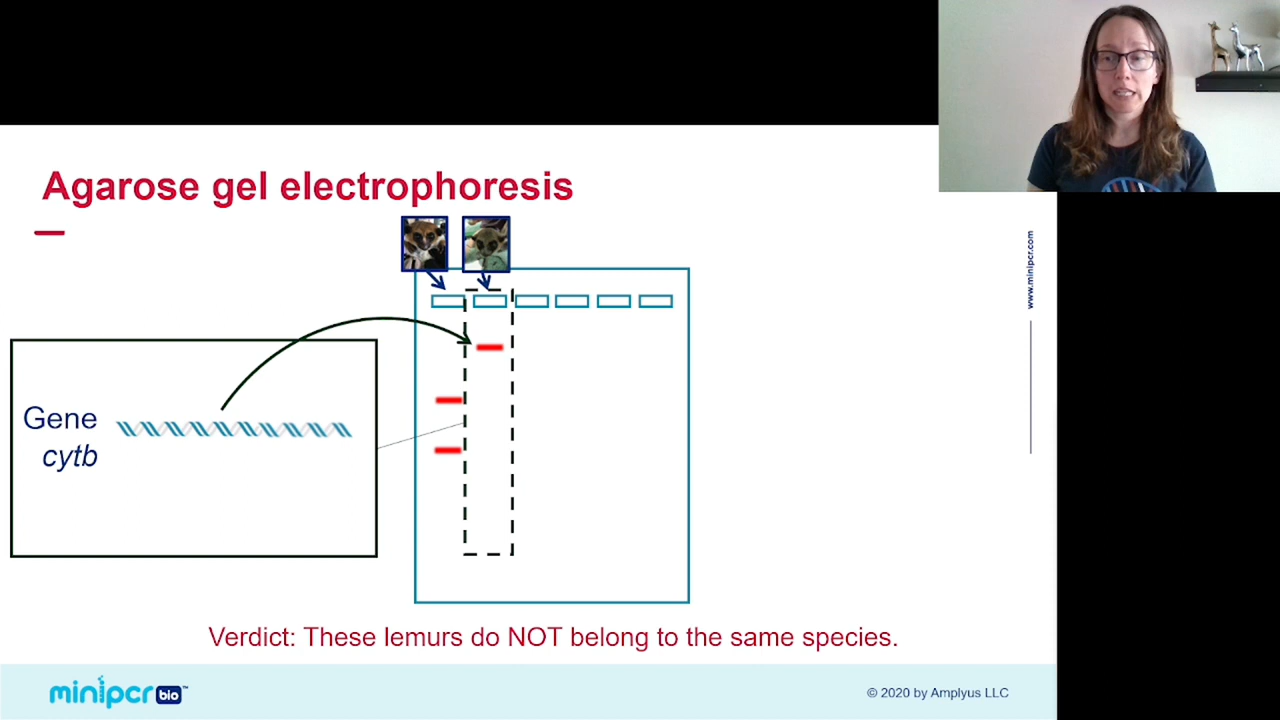 Agarose gel electrophoresis
www.minipcr.com
Gene
cytb
Verdict: These lemurs do NOT belong to the same species.
minipcr bio™
© 2020 by Amplyus LLC